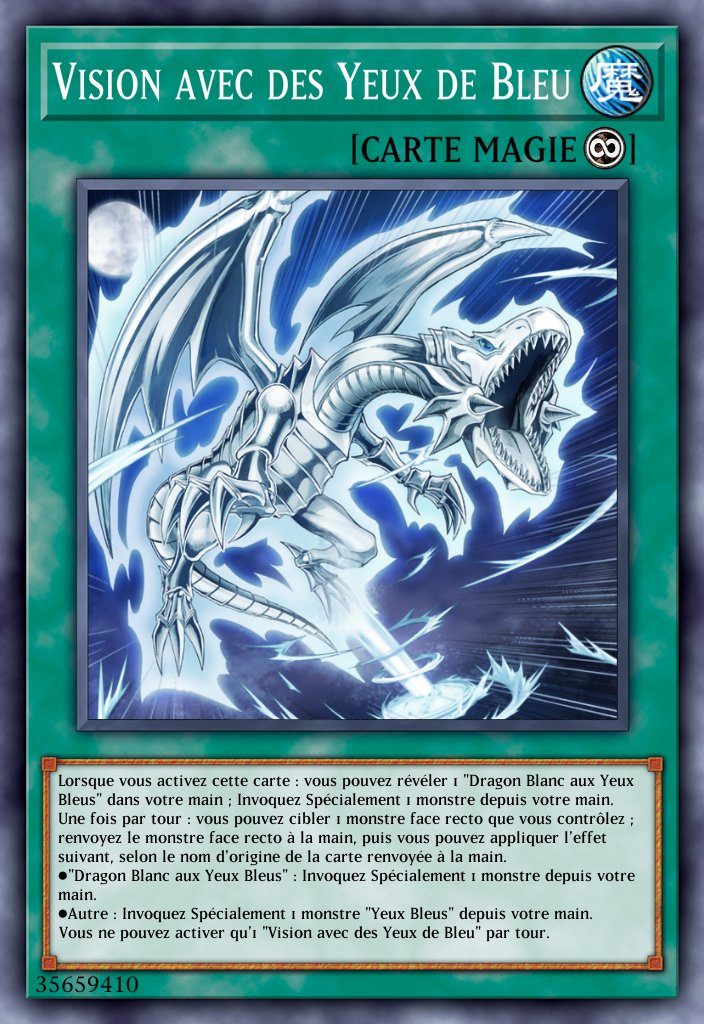 Vision avec des Yeux de Bleu 魔
[CARTE MAGIE ♾]
Lorsque vous activez cette carte : vous pouvez révéler 1 "Dragon Blanc aux Yeux
Bleus" dans votre main ; Invoquez Spécialement 1 monstre depuis votre main.
Une fois par tour : vous pouvez cibler 1 monstre face recto que vous contrôlez ;
renvoyez le monstre face recto à la main, puis vous pouvez appliquer l'effet
suivant, selon le nom d'origine de la carte renvoyée à la main.
●"Dragon Blanc aux Yeux Bleus" : Invoquez Spécialement 1 monstre depuis votre
main.
●Autre : Invoquez Spécialement 1 monstre "Yeux Bleus" depuis votre main.
Vous ne pouvez activer qu'1 "Vision avec des Yeux de Bleu" par tour.
35659410